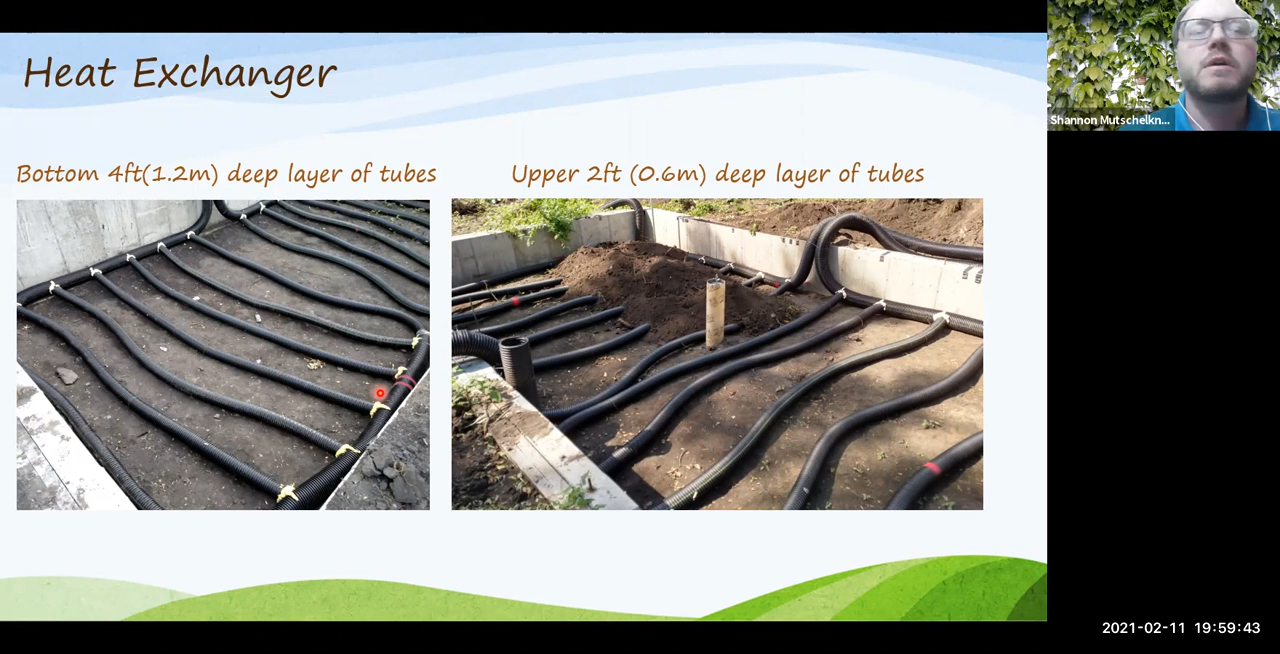 Heat Exchanger
Bottom 4ft(1.2m) deep layer of tubes
Upper 2ft (0.6m) deep layer of tubes
Shannon Mutschelkn...
2021-02-11 19:59:43